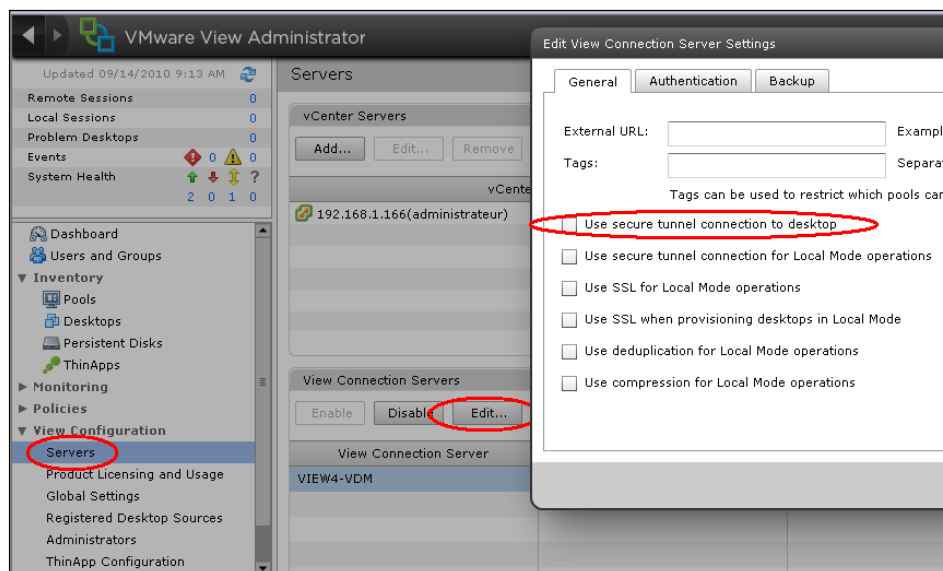 VMware View Administrator
Updated 09/14/2010 9:13 AM
Remote Sessions 0
Local Sessions 0
Problem Desktops 0
Events 0 0
System Health ?
2 0 1 0
Dashboard
Users and Groups
Inventory
Pools
Desktops
Persistent Disks
ThinApps
Monitoring
Policies
View Configuration
Servers
Product Licensing and Usage
Global Settings
Registered Desktop Sources
Administrators
ThinApp Configuration
Servers
vCenter Servers
Add... Edit... Remove
vCente
192.168.1.166(administrateur)
View Connection Servers
Enable Disable Edit...
View Connection Server
VIEW4-VDM
Edit View Connection Server Settings
General Authentication Backup
External URL: Exampl
Tags: Separa
Tags can be used to restrict which pools can
Use secure tunnel connection to desktop
Use secure tunnel connection for Local Mode operations
Use SSL for Local Mode operations
Use SSL when provisioning desktops in Local Mode
Use deduplication for Local Mode operations
Use compression for Local Mode operations